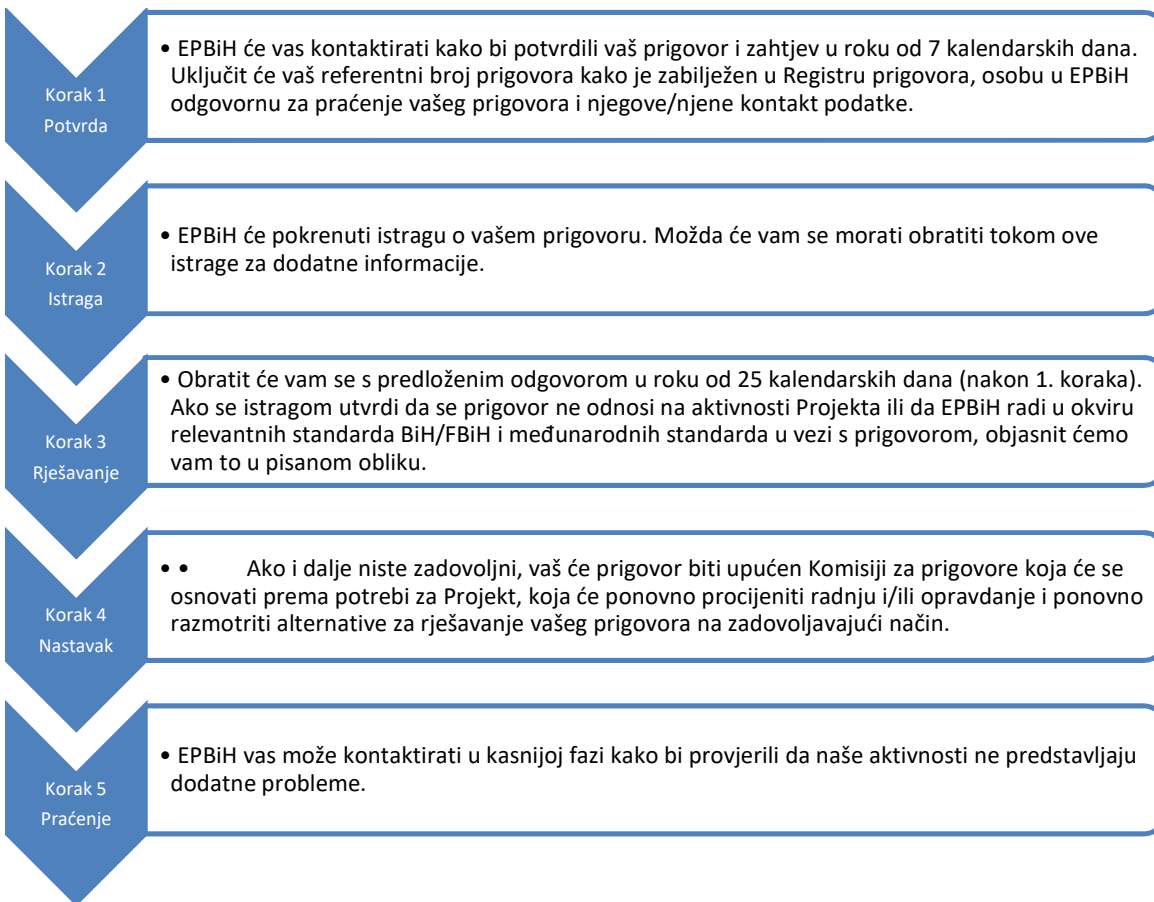 Korak 1
Potvrda
• EPBiH će vas kontaktirati kako bi potvrdili vaš prigovor i zahtjev u roku od 7 kalendarskih dana.
Uključit će vaš referentni broj prigovora kako je zabilježen u Registru prigovora, osobu u EPBiH
odgovornu za praćenje vašeg prigovora i njegove/njene kontakt podatke.
Korak 2
Istraga
• EPBiH će pokrenuti istragu o vašem prigovoru. Možda će vam se morati obratiti tokom ove
istrage za dodatne informacije.
Korak 3
Rješavanje
• Obratit će vam se s predloženim odgovorom u roku od 25 kalendarskih dana (nakon 1. koraka).
Ako se istragom utvrdi da se prigovor ne odnosi na aktivnosti Projekta ili da EPBiH radi u okviru
relevantnih standarda BiH/FBiH i međunarodnih standarda u vezi s prigovorom, objasnit ćemo
vam to u pisanom obliku.
Korak 4
Nastavak
• • Ako i dalje niste zadovoljni, vaš će prigovor biti upućen Komisiji za prigovore koja će se
osnovati prema potrebi za Projekt, koja će ponovno procijeniti radnju i/ili opravdanje i ponovno
razmotriti alternative za rješavanje vašeg prigovora na zadovoljavajući način.
Korak 5
Praćenje
• EPBiH vas može kontaktirati u kasnijoj fazi kako bi provjerili da naše aktivnosti ne predstavljaju
dodatne probleme.